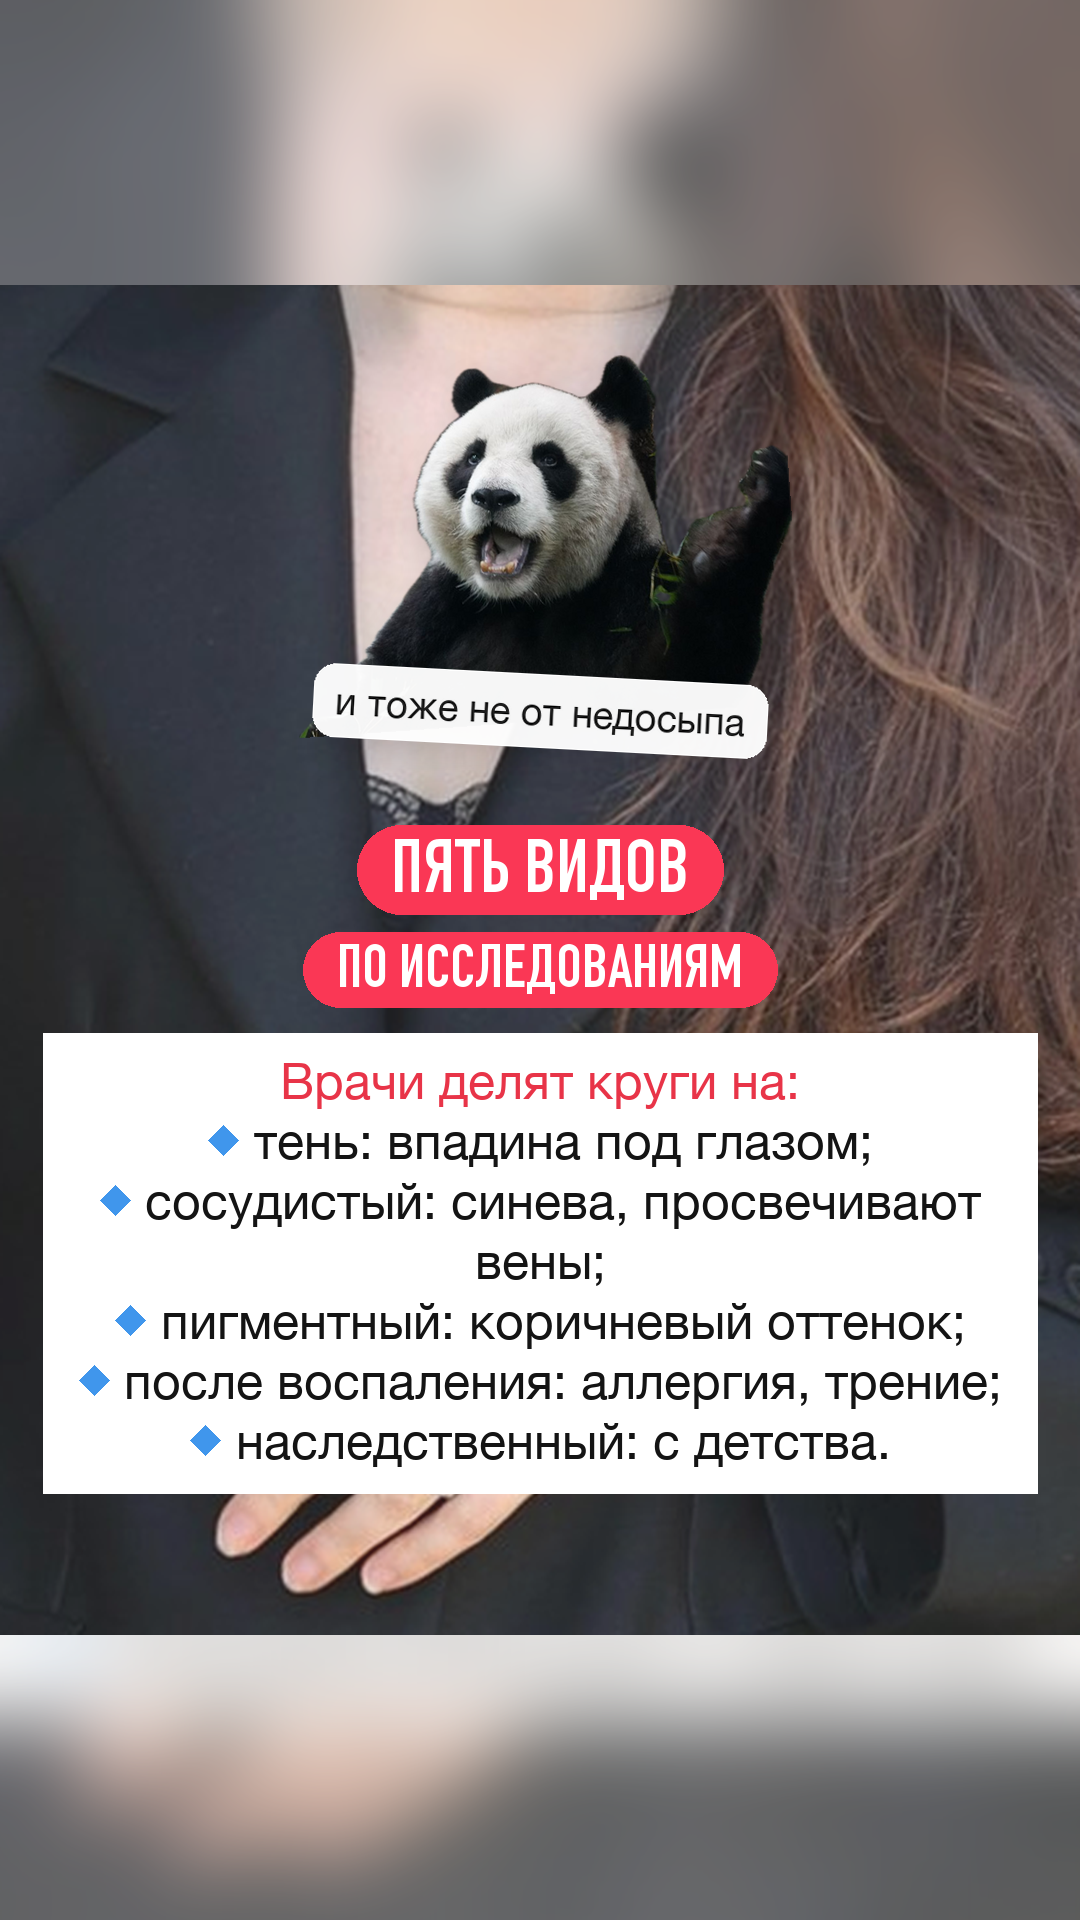 и тоже не от недосыпа
ПЯТЬ ВИДОВ
ПО ИССЛЕДОВАНИЯМ
Врачи делят круги на:
🔷 тень: впадина под глазом;
🔷 сосудистый: синева, просвечивают
вены;
🔷 пигментный: коричневый оттенок;
🔷 после воспаления: аллергия, трение;
🔷 наследственный: с детства.